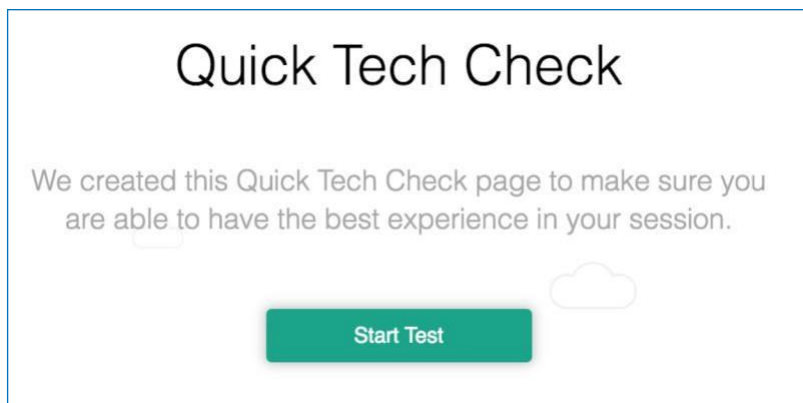 Quick Tech Check
We created this Quick Tech Check page to make sure you
are able to have the best experience in your session.
Start Test